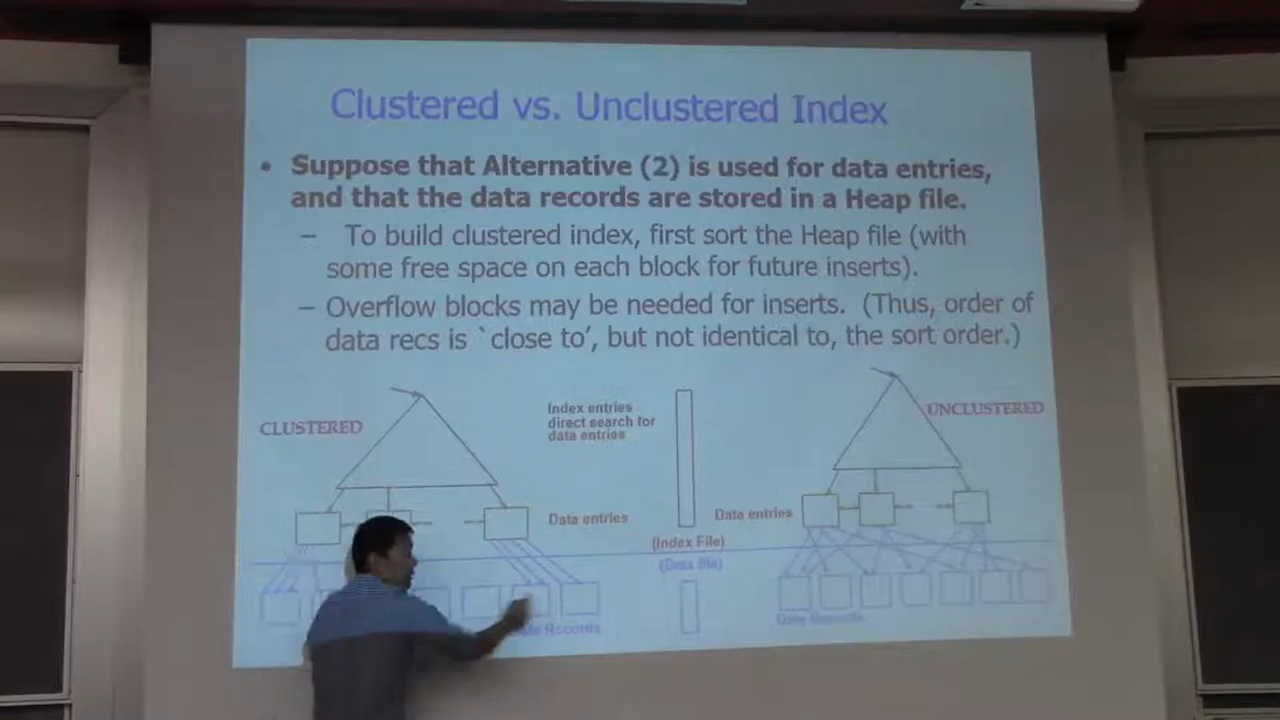 Clustered vs. Unclustered Index
• Suppose that Alternative (2) is used for data entries,
and that the data records are stored in a Heap file.
– To build clustered index, first sort the Heap file (with
some free space on each block for future inserts).
– Overflow blocks may be needed for inserts. (Thus, order of
data recs is `close to’, but not identical to, the sort order.)
CLUSTERED
Index entries
direct search for
data entries
UNCLUSTERED
Data entries
Data entries
(Index File)
(Data file)
Records
Data Records